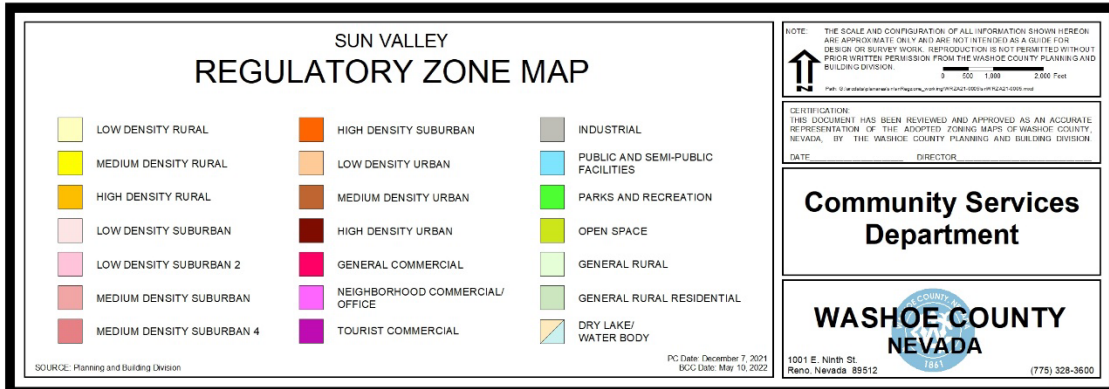 SUN VALLEY
REGULATORY ZONE MAP
LOW DENSITY RURAL
MEDIUM DENSITY RURAL
HIGH DENSITY RURAL
LOW DENSITY SUBURBAN
LOW DENSITY SUBURBAN 2
MEDIUM DENSITY SUBURBAN
MEDIUM DENSITY SUBURBAN 4
HIGH DENSITY SUBURBAN
LOW DENSITY URBAN
MEDIUM DENSITY URBAN
HIGH DENSITY URBAN
GENERAL COMMERCIAL
NEIGHBORHOOD COMMERCIAL/
OFFICE
TOURIST COMMERCIAL
INDUSTRIAL
PUBLIC AND SEMI-PUBLIC
FACILITIES
PARKS AND RECREATION
OPEN SPACE
GENERAL RURAL
GENERAL RURAL RESIDENTIAL
DRY LAKE/
WATER BODY
SOURCE: Planning and Building Division
PC Date: December 7, 2021
BCC Date: May 10, 2022
NOTE: THE SCALE AND CONFIGURATION OF ALL INFORMATION SHOWN HEREON
ARE APPROXIMATE ONLY AND ARE NOT INTENDED AS A GUIDE FOR
DESIGN OR SURVEY WORK. REPRODUCTION IS NOT PERMITTED WITHOUT
PRIOR WRITTEN PERMISSION FROM THE WASHOE COUNTY PLANNING AND
BUILDING DIVISION.
0 500 1,000 2,000 Feet
N
Path:
CERTIFICATION:
THIS DOCUMENT HAS BEEN REVIEWED AND APPROVED AS AN ACCURATE
REPRESENTATION OF THE ADOPTED ZONING MAPS OF WASHOE COUNTY,
NEVADA, BY THE WASHOE COUNTY PLANNING AND BUILDING DIVISION.
DATE____________________ DIRECTOR______________________________
Community Services
Department
WASHOE COUNTY
NEVADA
1861
1001 E. Ninth St.
Reno, Nevada 89512
(775) 328-3600